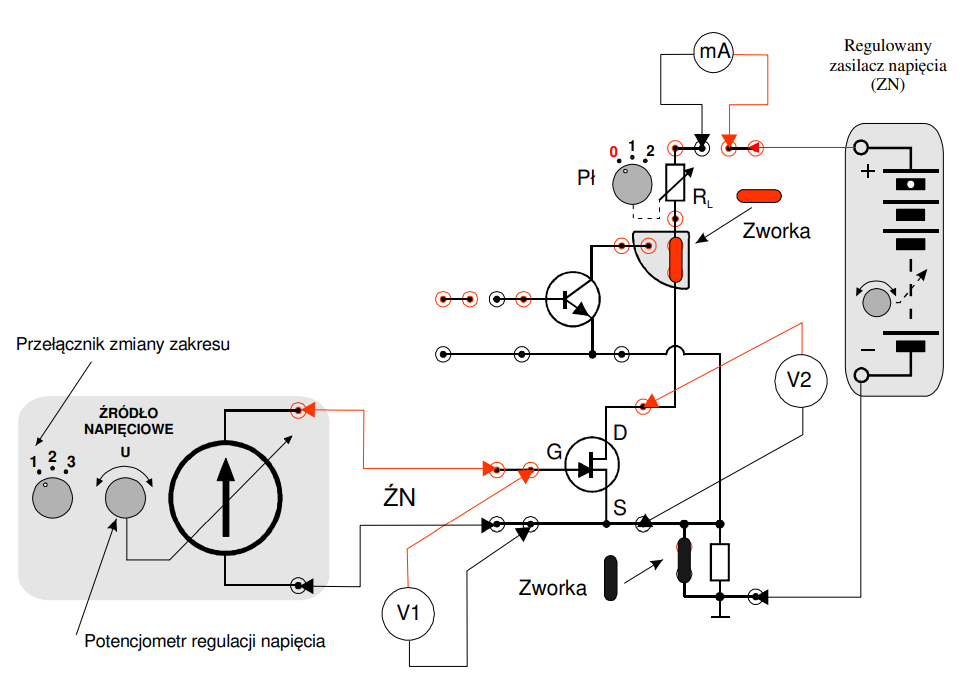 mA
Regulowany
zasilacz napięcia
(ZN)
0 1 2
Pł
R_L
+
Zworka
Przełącznik zmiany zakresu
V2
–
ŹRÓDŁO
NAPIĘCIOWE
U
1 2 3
D
G
ŹN
S
Zworka
V1
Potencjometr regulacji napięcia